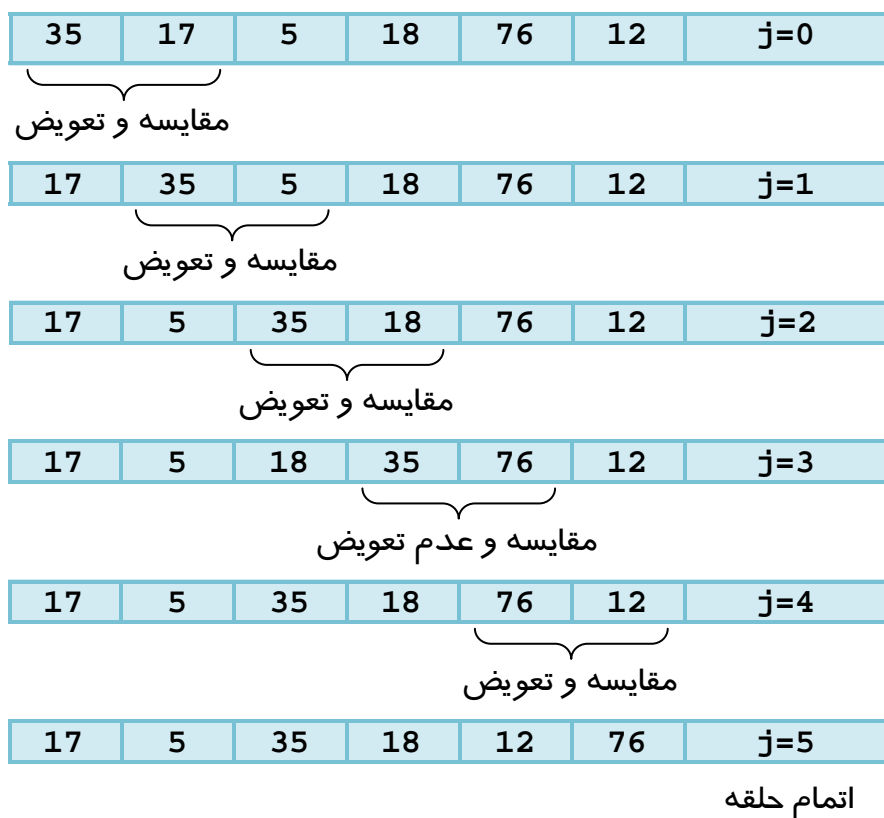 35 17 5 18 76 12 j=0
مقایسه و تعویض
17 35 5 18 76 12 j=1
مقایسه و تعویض
17 5 35 18 76 12 j=2
مقایسه و تعویض
17 5 18 35 76 12 j=3
مقایسه و عدم تعویض
17 5 35 18 76 12 j=4
مقایسه و تعویض
17 5 35 18 12 76 j=5
اتمام حلقه